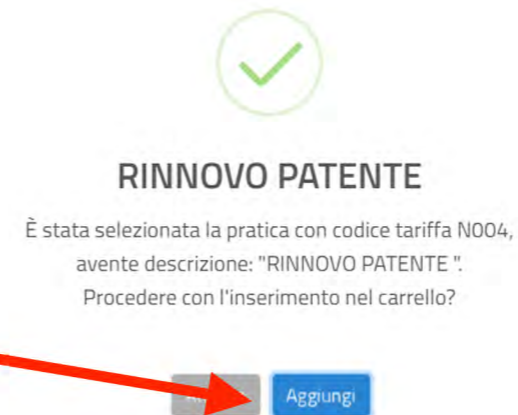 RINNOVO PATENTE
È stata selezionata la pratica con codice tariffa N004,
avente descrizione: "RINNOVO PATENTE ".
Procedere con l'inserimento nel carrello?
Aggiungi